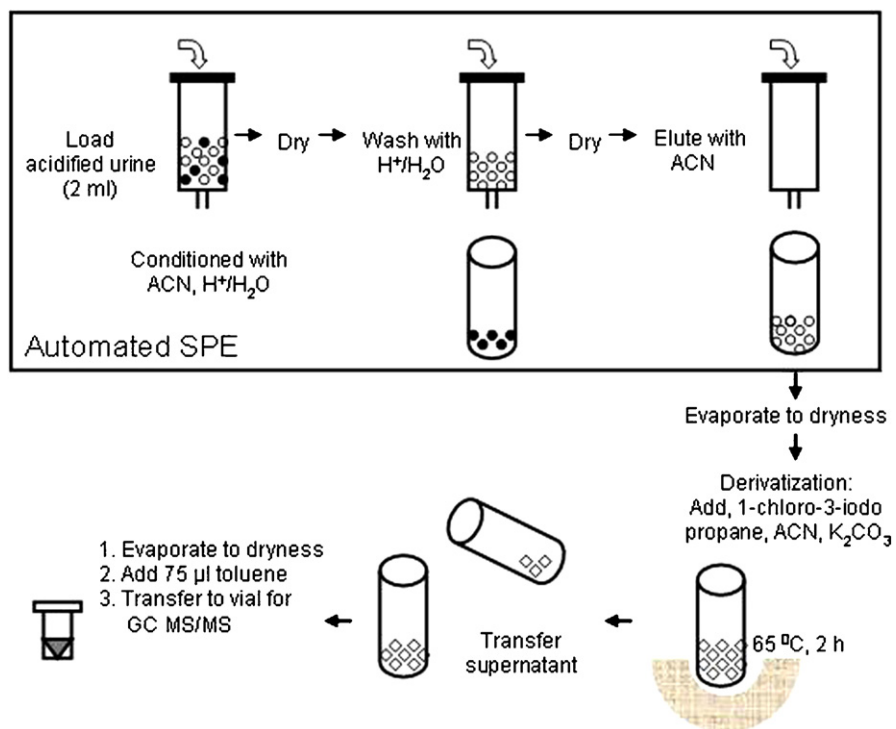 Load
acidified urine
(2 ml)
Dry
Wash with
H⁺/H₂O
Dry
Elute with
ACN
Conditioned with
ACN, H⁺/H₂O
Automated SPE
Evaporate to dryness
Derivatization:
Add, 1-chloro-3-iodo
propane, ACN, K₂CO₃
65 ⁰C, 2 h
Transfer
supernatant
1. Evaporate to dryness
2. Add 75 µl toluene
3. Transfer to vial for
GC MS/MS